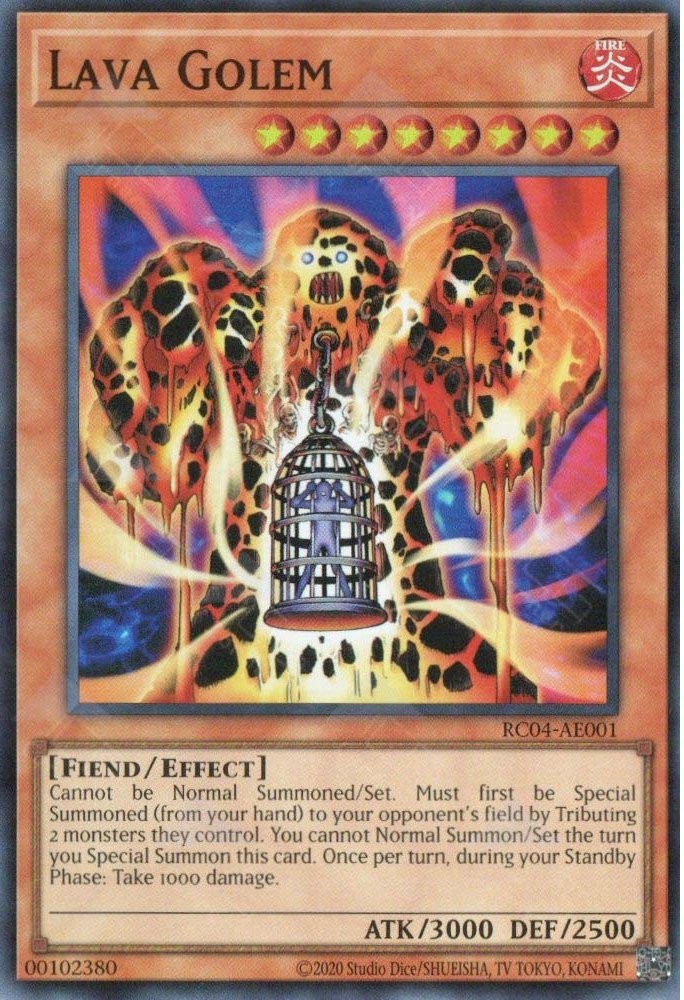 LAVA GOLEM
FIRE
炎
RC04-AE001
[FIEND/EFFECT]
Cannot be Normal Summoned/Set. Must first be Special
Summoned (from your hand) to your opponent's field by Tributing
2 monsters they control. You cannot Normal Summon/Set the turn
you Special Summon this card. Once per turn, during your Standby
Phase: Take 1000 damage.
ATK/3000 DEF/2500
00102380
©2020 Studio Dice/SHUEISHA, TV TOKYO, KONAMI